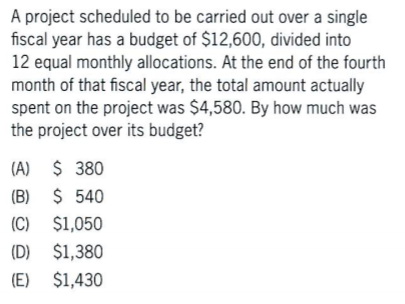 A project scheduled to be carried out over a single
fiscal year has a budget of $12,600, divided into
12 equal monthly allocations. At the end of the fourth
month of that fiscal year, the total amount actually
spent on the project was $4,580. By how much was
the project over its budget?
(A) $ 380
(B) $ 540
(C) $1,050
(D) $1,380
(E) $1,430